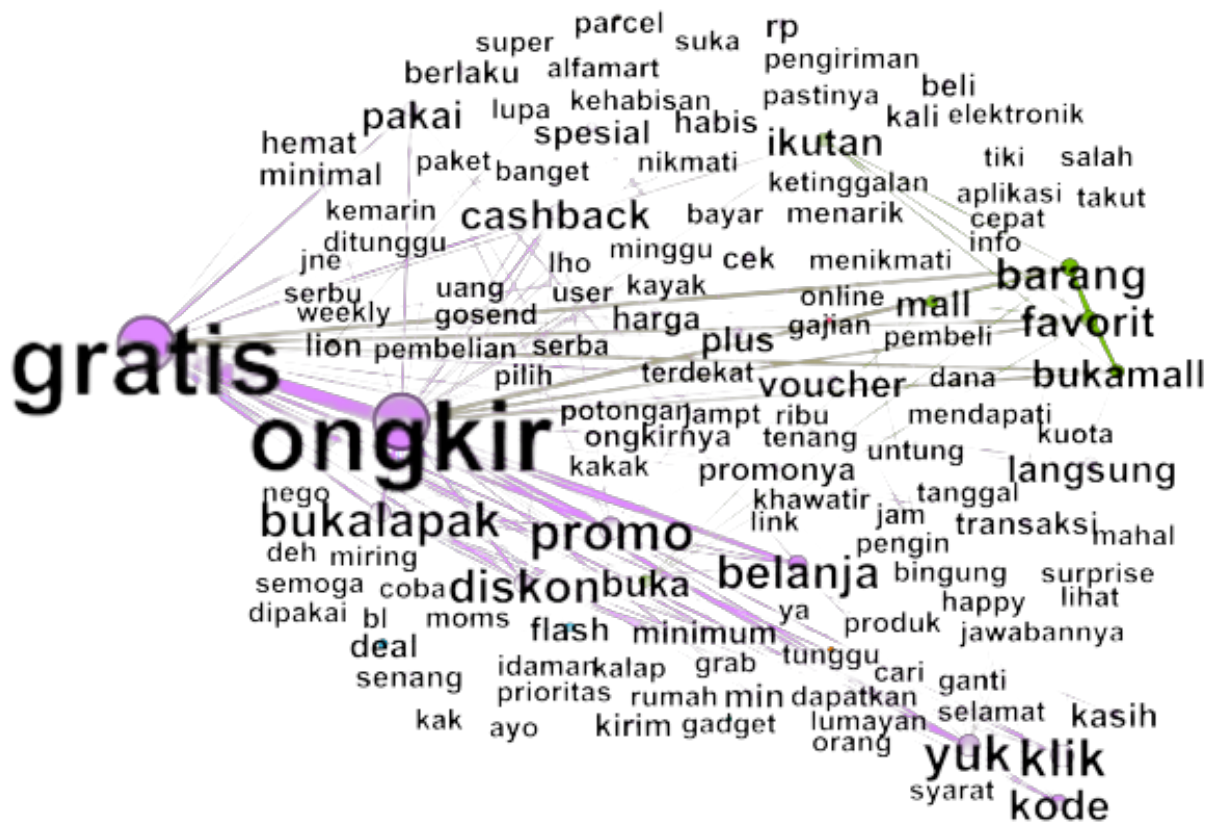 parcel
rp
super
suka
pengiriman
berlaku
alfamart
beli
pakai
lupa
kehabisan
pastinya
kali
elektronik
spesial
habis
ikutan
hemat
minimal
paket
banget
nikmati
tiki
salah
ketinggalan
aplikasi
takut
kemarin
cashback
bayar
menarik
cepat
ditunggu
minggu
info
jne
lho
cek
menikmati
barang
serbu
uang
user
kayak
online
mall
weekly
gosend
harga
gajian
favorit
gratis
lion
pembelian
serba
plus
pembeli
pilih
terdekat
voucher
dana
bukamall
ongkir
potongan
jampt
ribu
mendapati
ongkirnya
tenang
untung
kuota
kakak
promonya
langsung
nego
khawatir
tanggal
bukalapak
promo
link
jam
transaksi
mahal
deh
miring
pengin
semoga
coba
diskon
buka
belanja
bingung
surprise
dipakai
bl
moms
ya
happy
lihat
flash
minimum
produk
jawabannya
deal
idaman
kalap
grab
tunggu
cari
ganti
senang
prioritas
rumah
min
dapatkan
kak
ayo
kirim
gadget
lumayan
selamat
kasih
orang
yuk
klik
syarat
kode